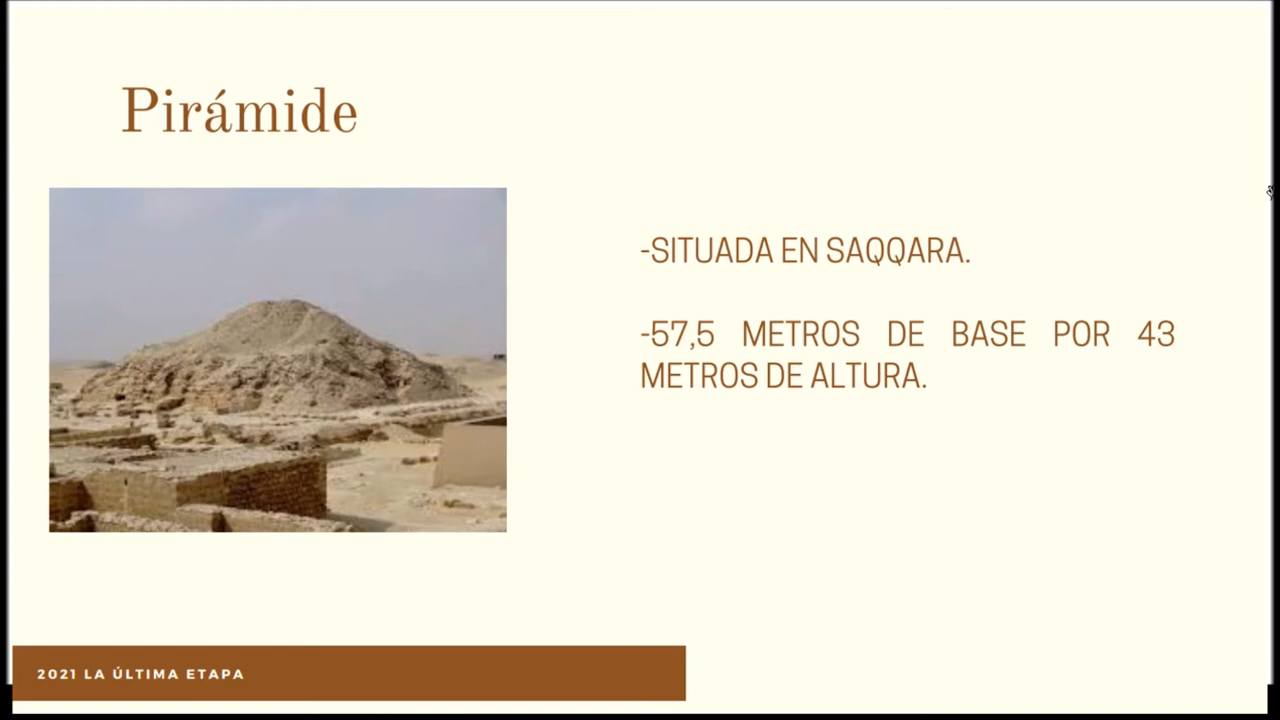 Pirámide
-SITUADA EN SAQQARA.
-57,5 METROS DE BASE POR 43
METROS DE ALTURA.
2021 LA ÚLTIMA ETAPA